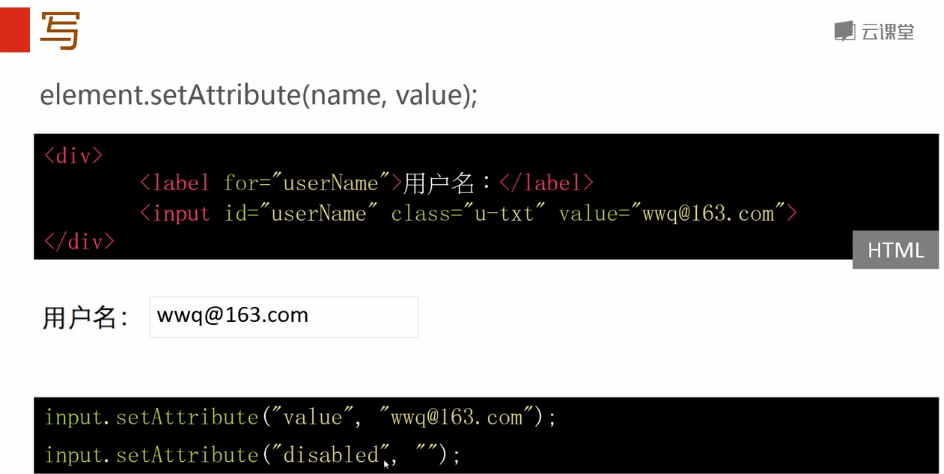 写
云课堂
element.setAttribute(name, value);
<div>
<label for="userName">用户名：</label>
<input id="userName" class="u-txt" value="wwq@163.com">
</div>
HTML
用户名： wwq@163.com
input.setAttribute("value", "wwq@163.com");
input.setAttribute("disabled", "");